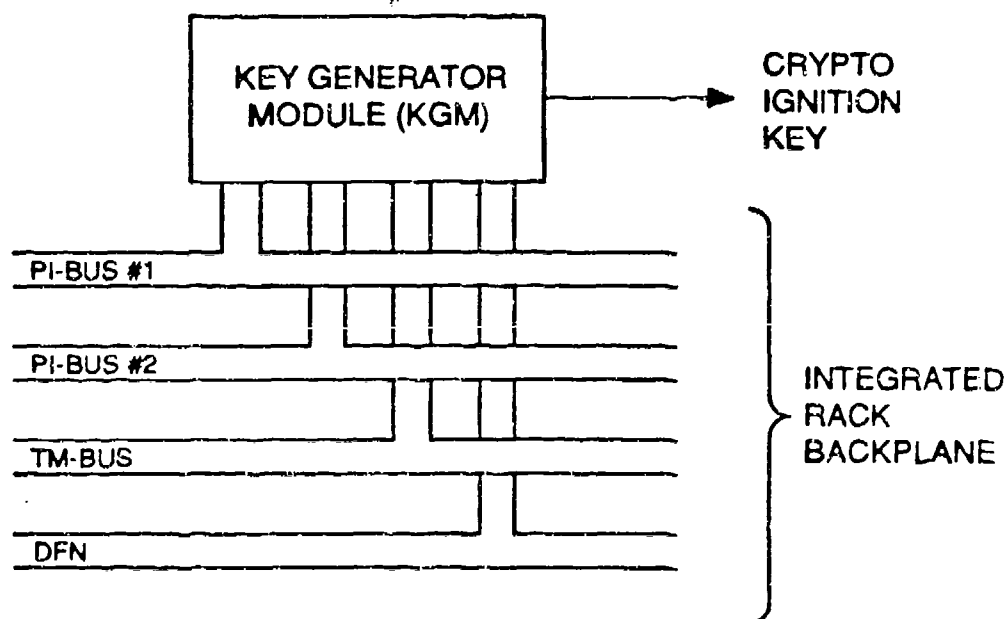 KEY GENERATOR
MODULE (KGM)
CRYPTO
IGNITION
KEY
PI-BUS #1
PI-BUS #2
TM-BUS
DFN
INTEGRATED
RACK
BACKPLANE